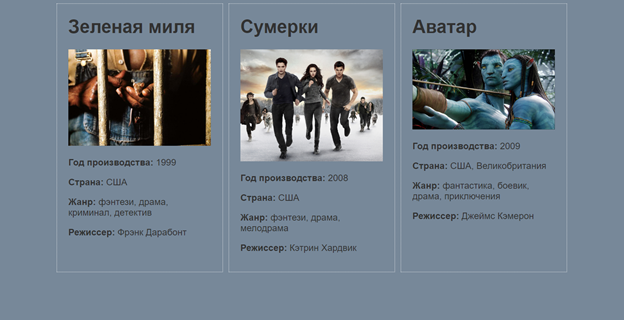 Зеленая миля
Год производства: 1999
Страна: США
Жанр: фэнтези, драма,
криминал, детектив
Режиссер: Фрэнк Дарабонт
Сумерки
Год производства: 2008
Страна: США
Жанр: фэнтези, драма,
мелодрама
Режиссер: Кэтрин Хардвик
Аватар
Год производства: 2009
Страна: США, Великобритания
Жанр: фантастика, боевик,
драма, приключения
Режиссер: Джеймс Кэмерон